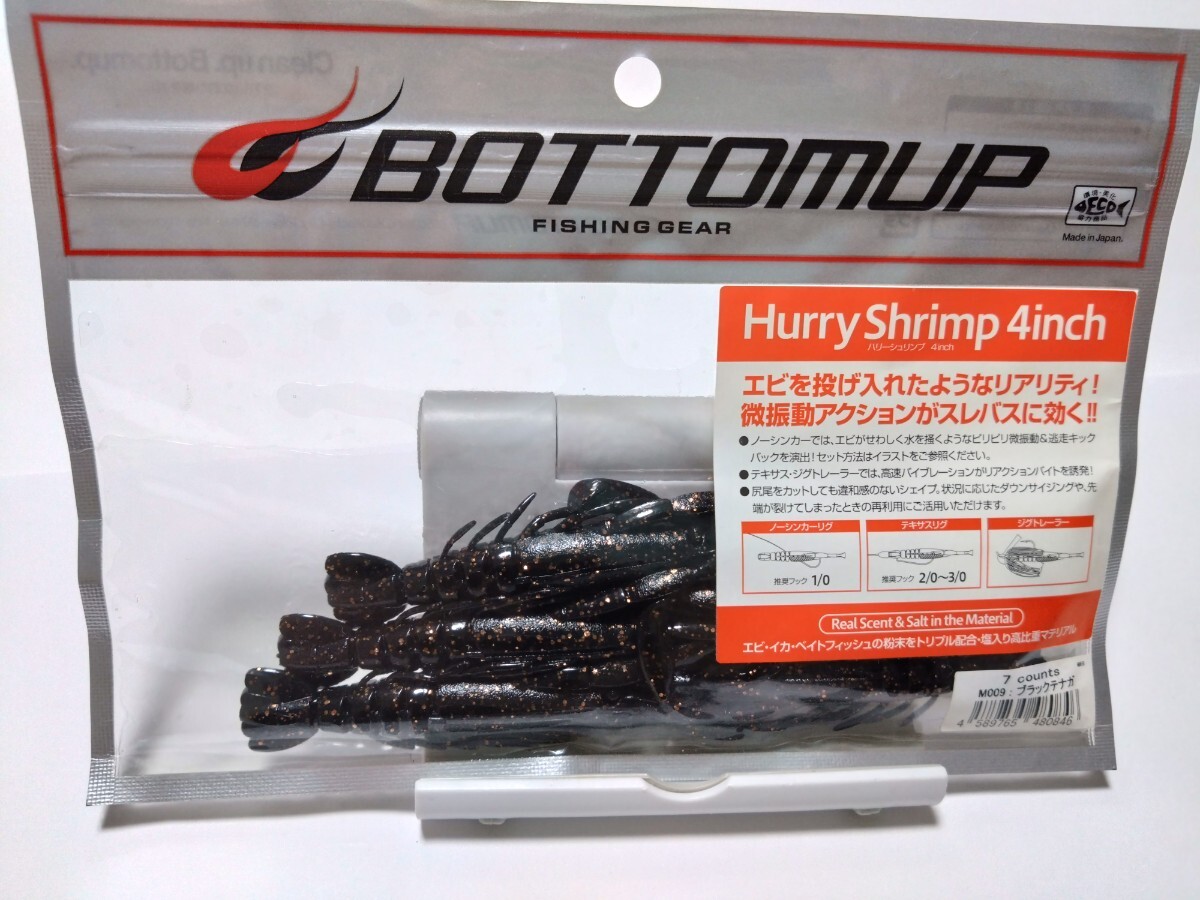 Clean up. Bottomup.
BOTTOMUP
FISHING GEAR
環境・美化
ECO
協力商品
Made in Japan.
Hurry Shrimp 4inch
ハリーシュリンプ 4inch
エビを投げ入れたようなリアリティ!
微振動アクションがスレバスに効く!!
●ノーシンカーでは、エビがせわしく水を掻くようなピリピリ微振動&逃走キック
バックを演出!セット方法はイラストをご参照ください。
●テキサス・ジグトレーラーでは、高速バイブレーションがリアクションバイトを誘発!
●尻尾をカットしても違和感のないシェイプ。状況に応じたダウンサイジングや、先
端が裂けてしまったときの再利用にご活用いただけます。
ノーシンカーリグ テキサスリグ ジグトレーラー
推奨フック 1/0 推奨フック 2/0〜3/0
Real Scent & Salt in the Material
エビ・イカ・ベイトフィッシュの粉末をトリプル配合・塩入り高比重マテリアル
7 counts
M009:ブラックテナガ
4 589765 480846